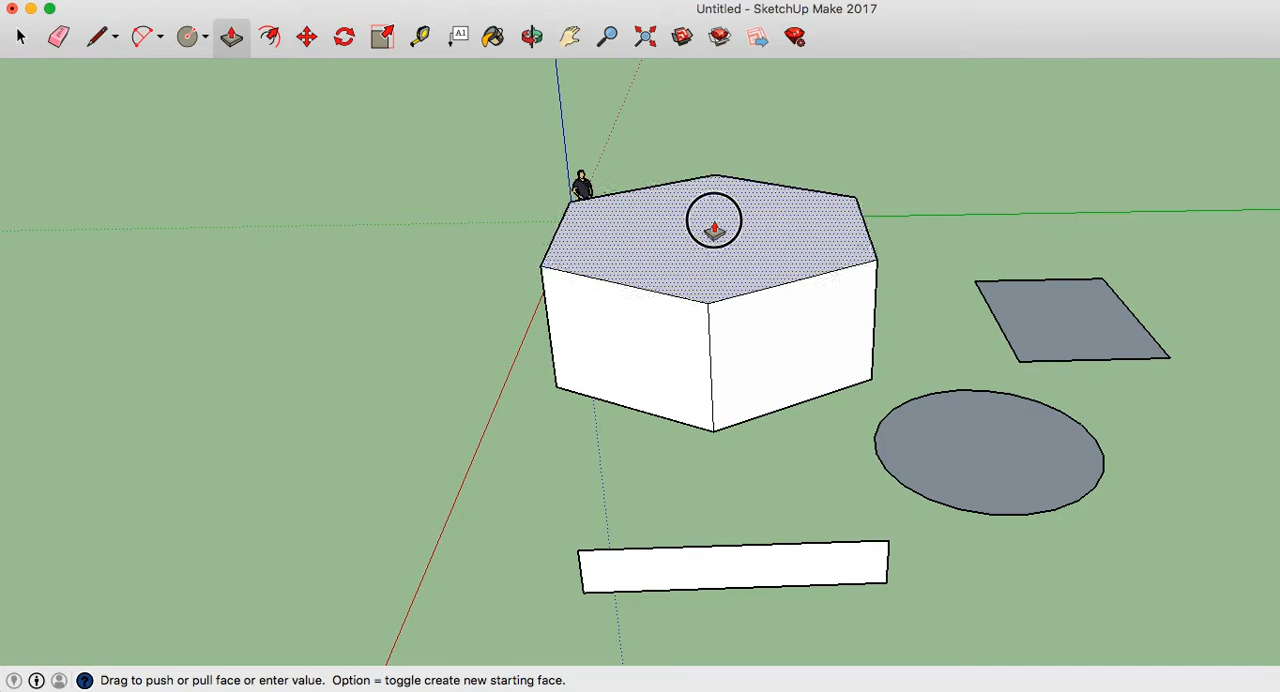 Untitled - SketchUp Make 2017
A1
Drag to push or pull face or enter value. Option = toggle create new starting face.